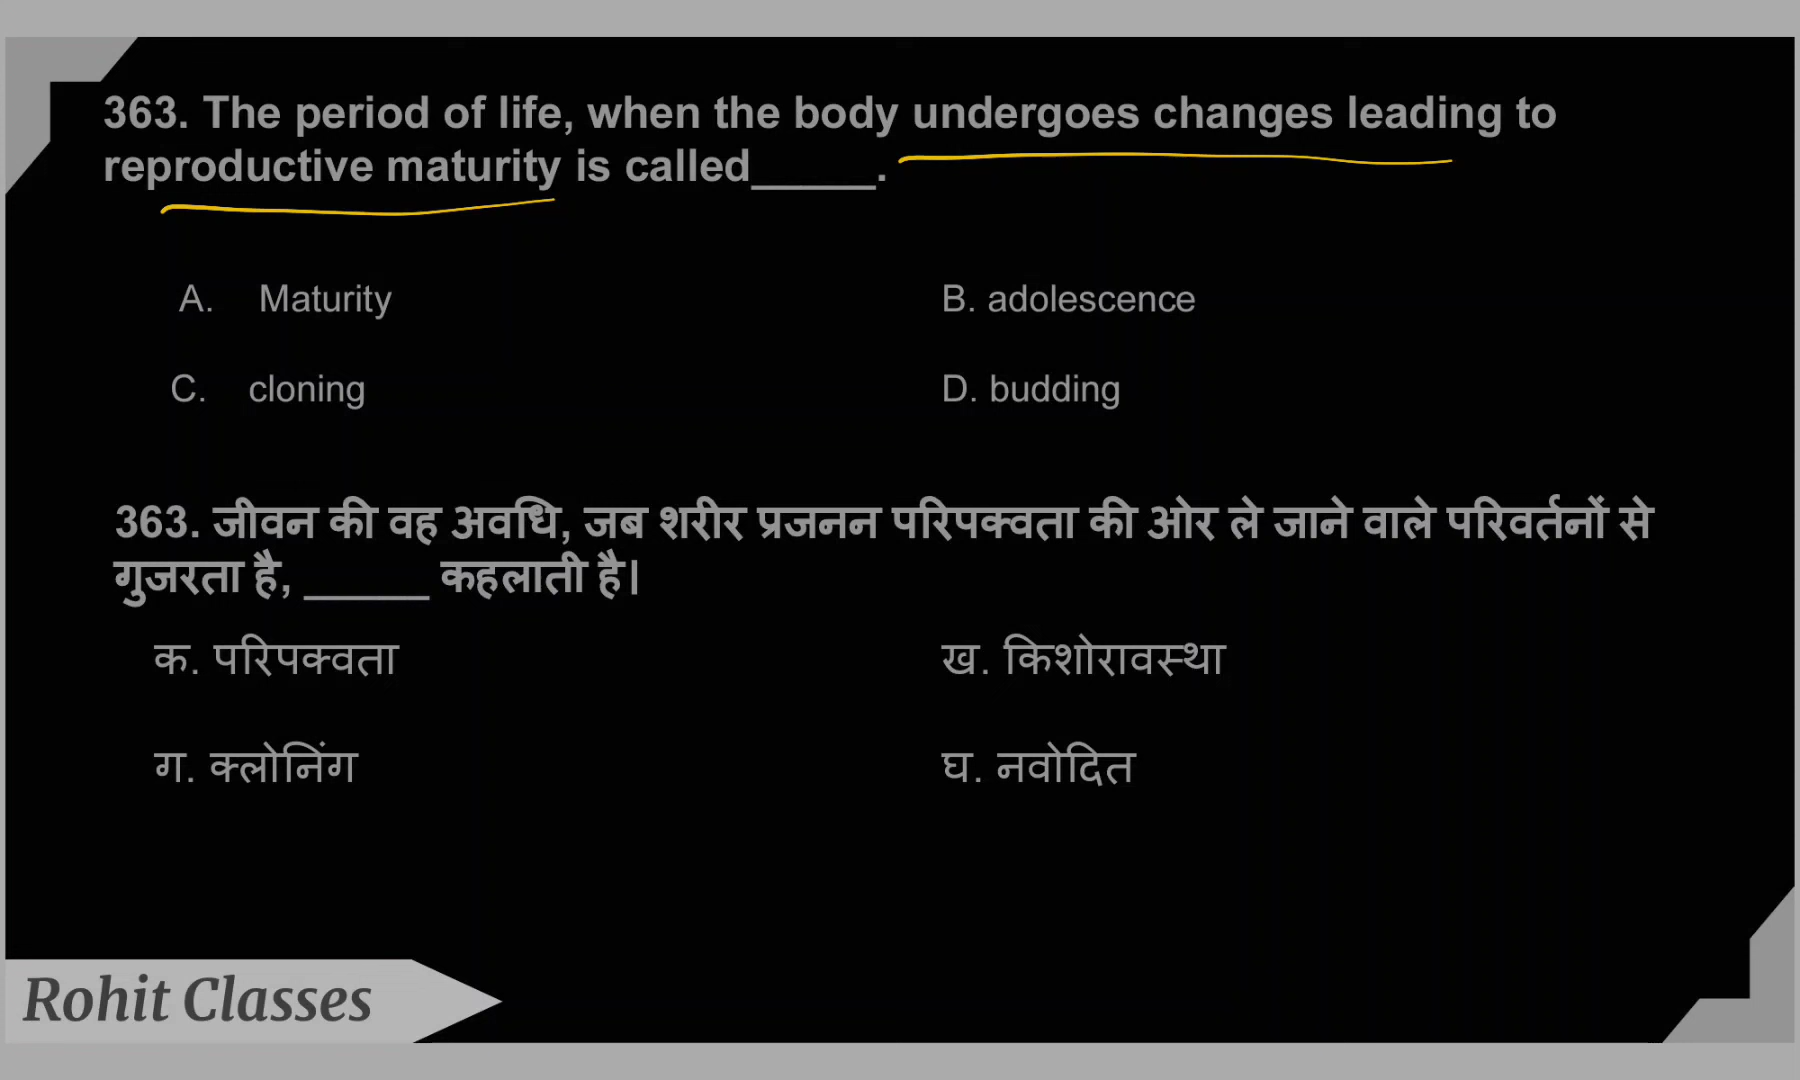 363. The period of life, when the body undergoes changes leading to
reproductive maturity is called_____.
A. Maturity
B. adolescence
C. cloning
D. budding
363. जीवन की वह अवधि, जब शरीर प्रजनन परिपक्वता की ओर ले जाने वाले परिवर्तनों से
गुजरता है, _____ कहलाती है।
क. परिपक्वता
ख. किशोरावस्था
ग. क्लोनिंग
घ. नवोदित
Rohit Classes